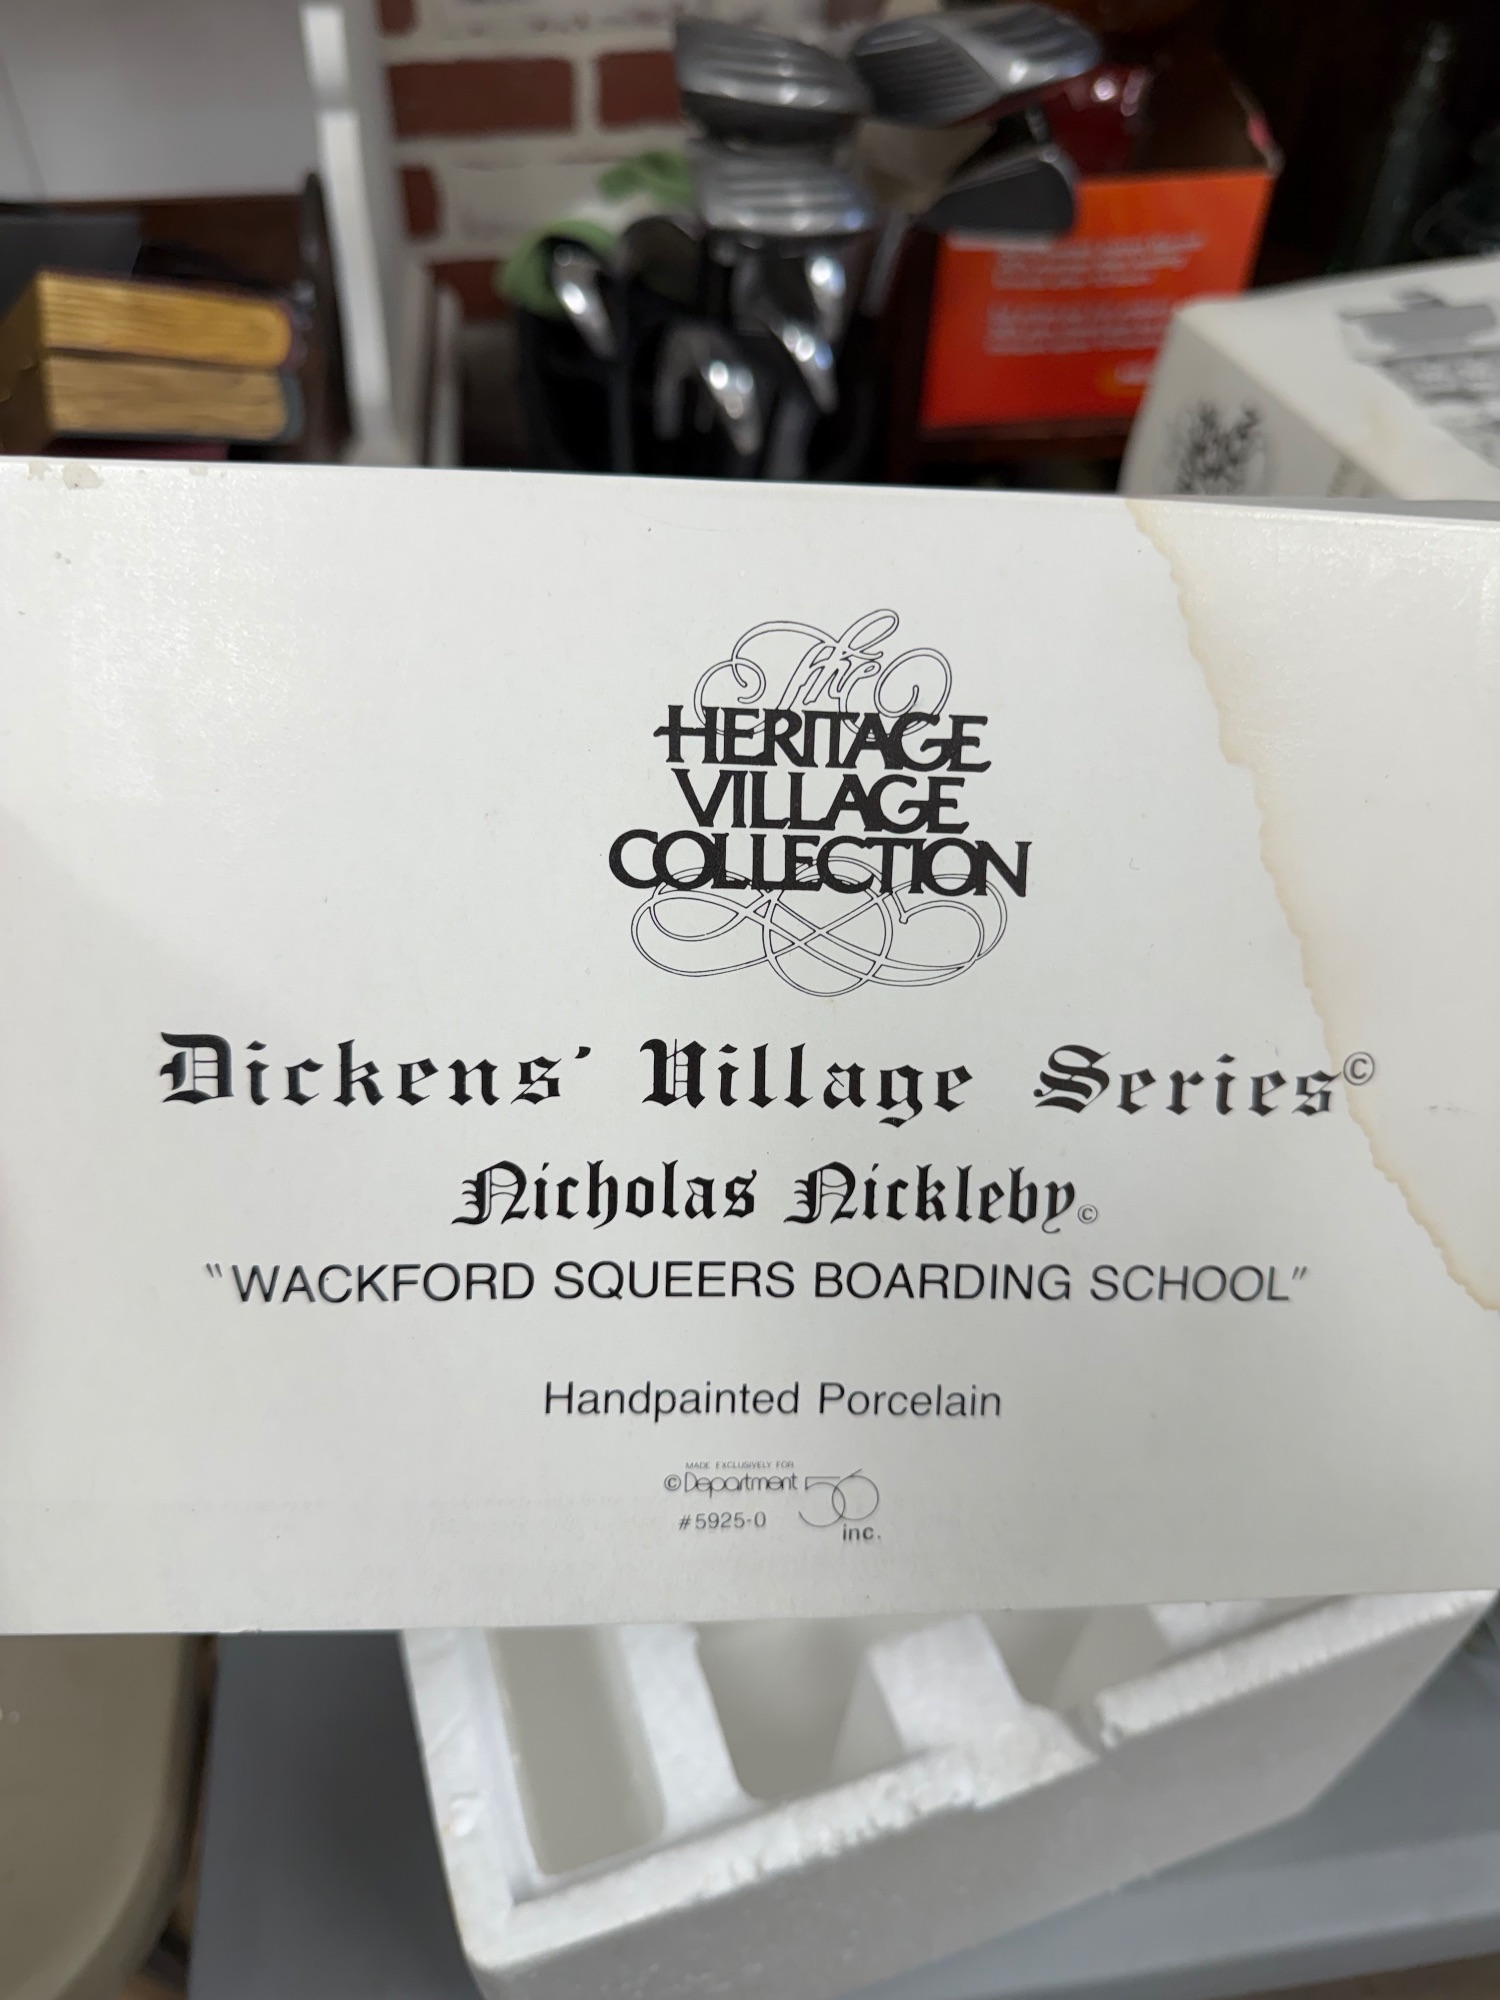 The
HERITAGE
VILLAGE
COLLECTION
Dickens' Village Series©
Nicholas Nickleby©
"WACKFORD SQUEERS BOARDING SCHOOL"
Handpainted Porcelain
MADE EXCLUSIVELY FOR
©Department 56
#5925-0 inc.